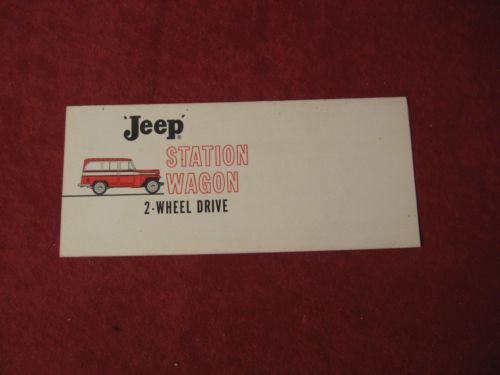 'Jeep'®
STATION
WAGON
2-WHEEL DRIVE